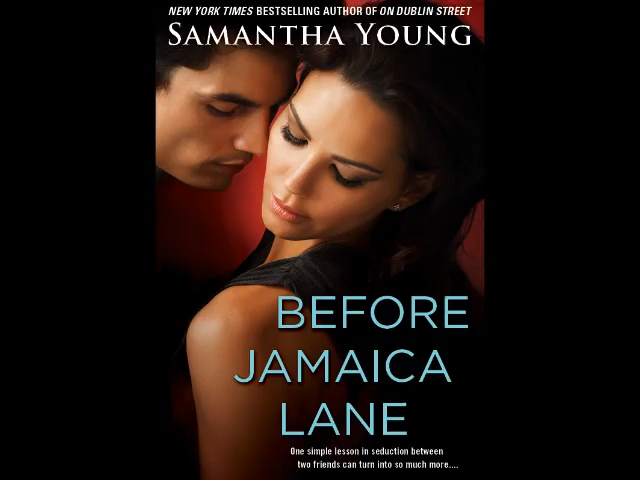 NEW YORK TIMES BESTSELLING AUTHOR OF ON DUBLIN STREET
SAMANTHA YOUNG
BEFORE
JAMAICA
LANE
One simple lesson in seduction between
two friends can turn into so much more....